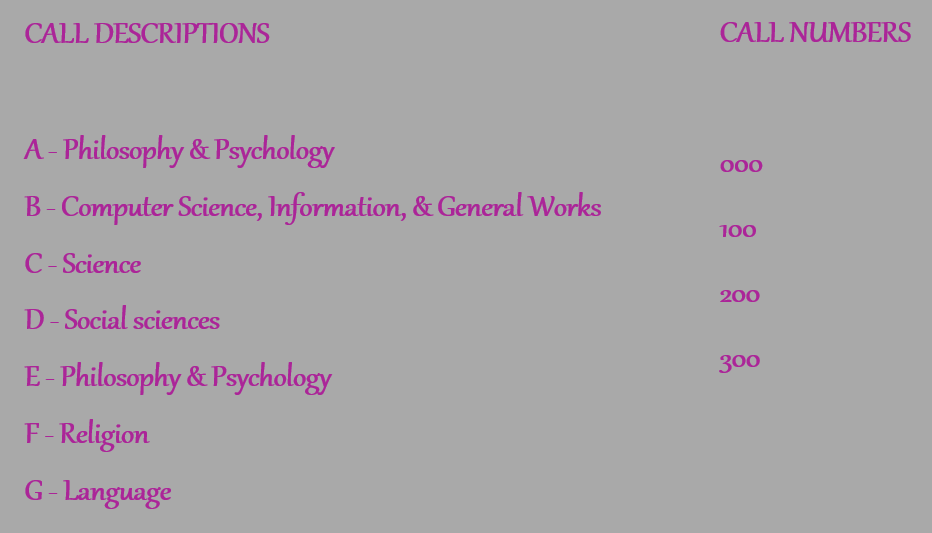 CALL DESCRIPTIONS
CALL NUMBERS
A - Philosophy & Psychology
B - Computer Science, Information, & General Works
C - Science
D - Social sciences
E - Philosophy & Psychology
F - Religion
G - Language
000
100
200
300